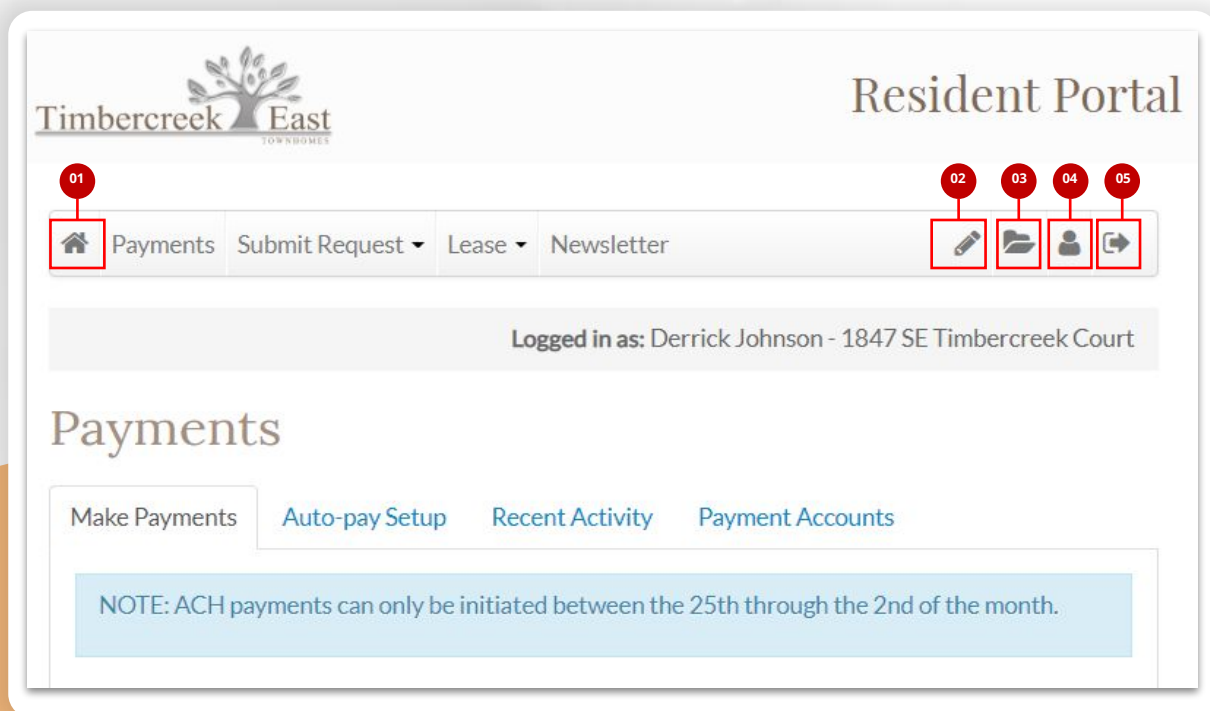 Timbercreek East
TOWNHOMES
Resident Portal
01
02 03 04 05
Payments Submit Request Lease Newsletter
Logged in as: Derrick Johnson - 1847 SE Timbercreek Court
Payments
Make Payments Auto-pay Setup Recent Activity Payment Accounts
NOTE: ACH payments can only be initiated between the 25th through the 2nd of the month.